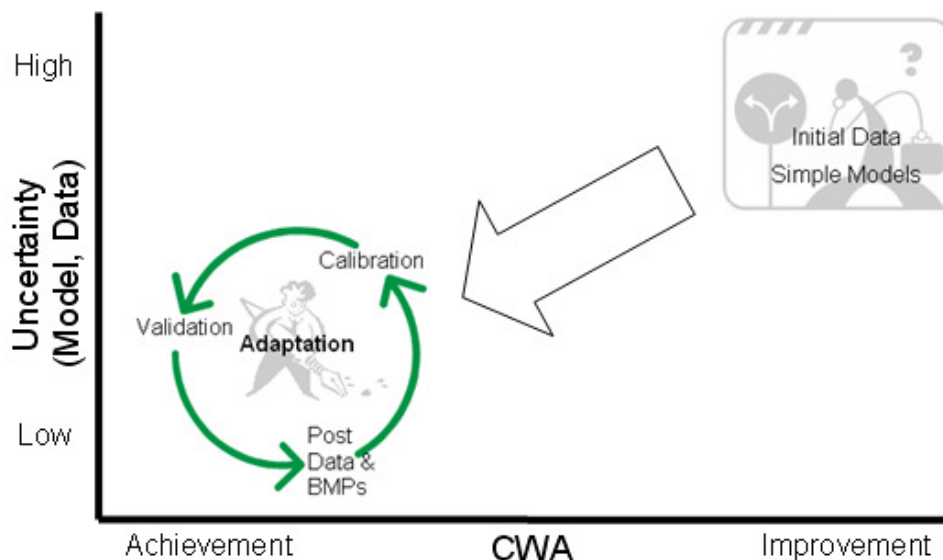 High
Uncertainty
(Model, Data)
Low
?
Initial Data
Simple Models
Calibration
Validation
Adaptation
Post
Data &
BMPs
Achievement
CWA
Improvement